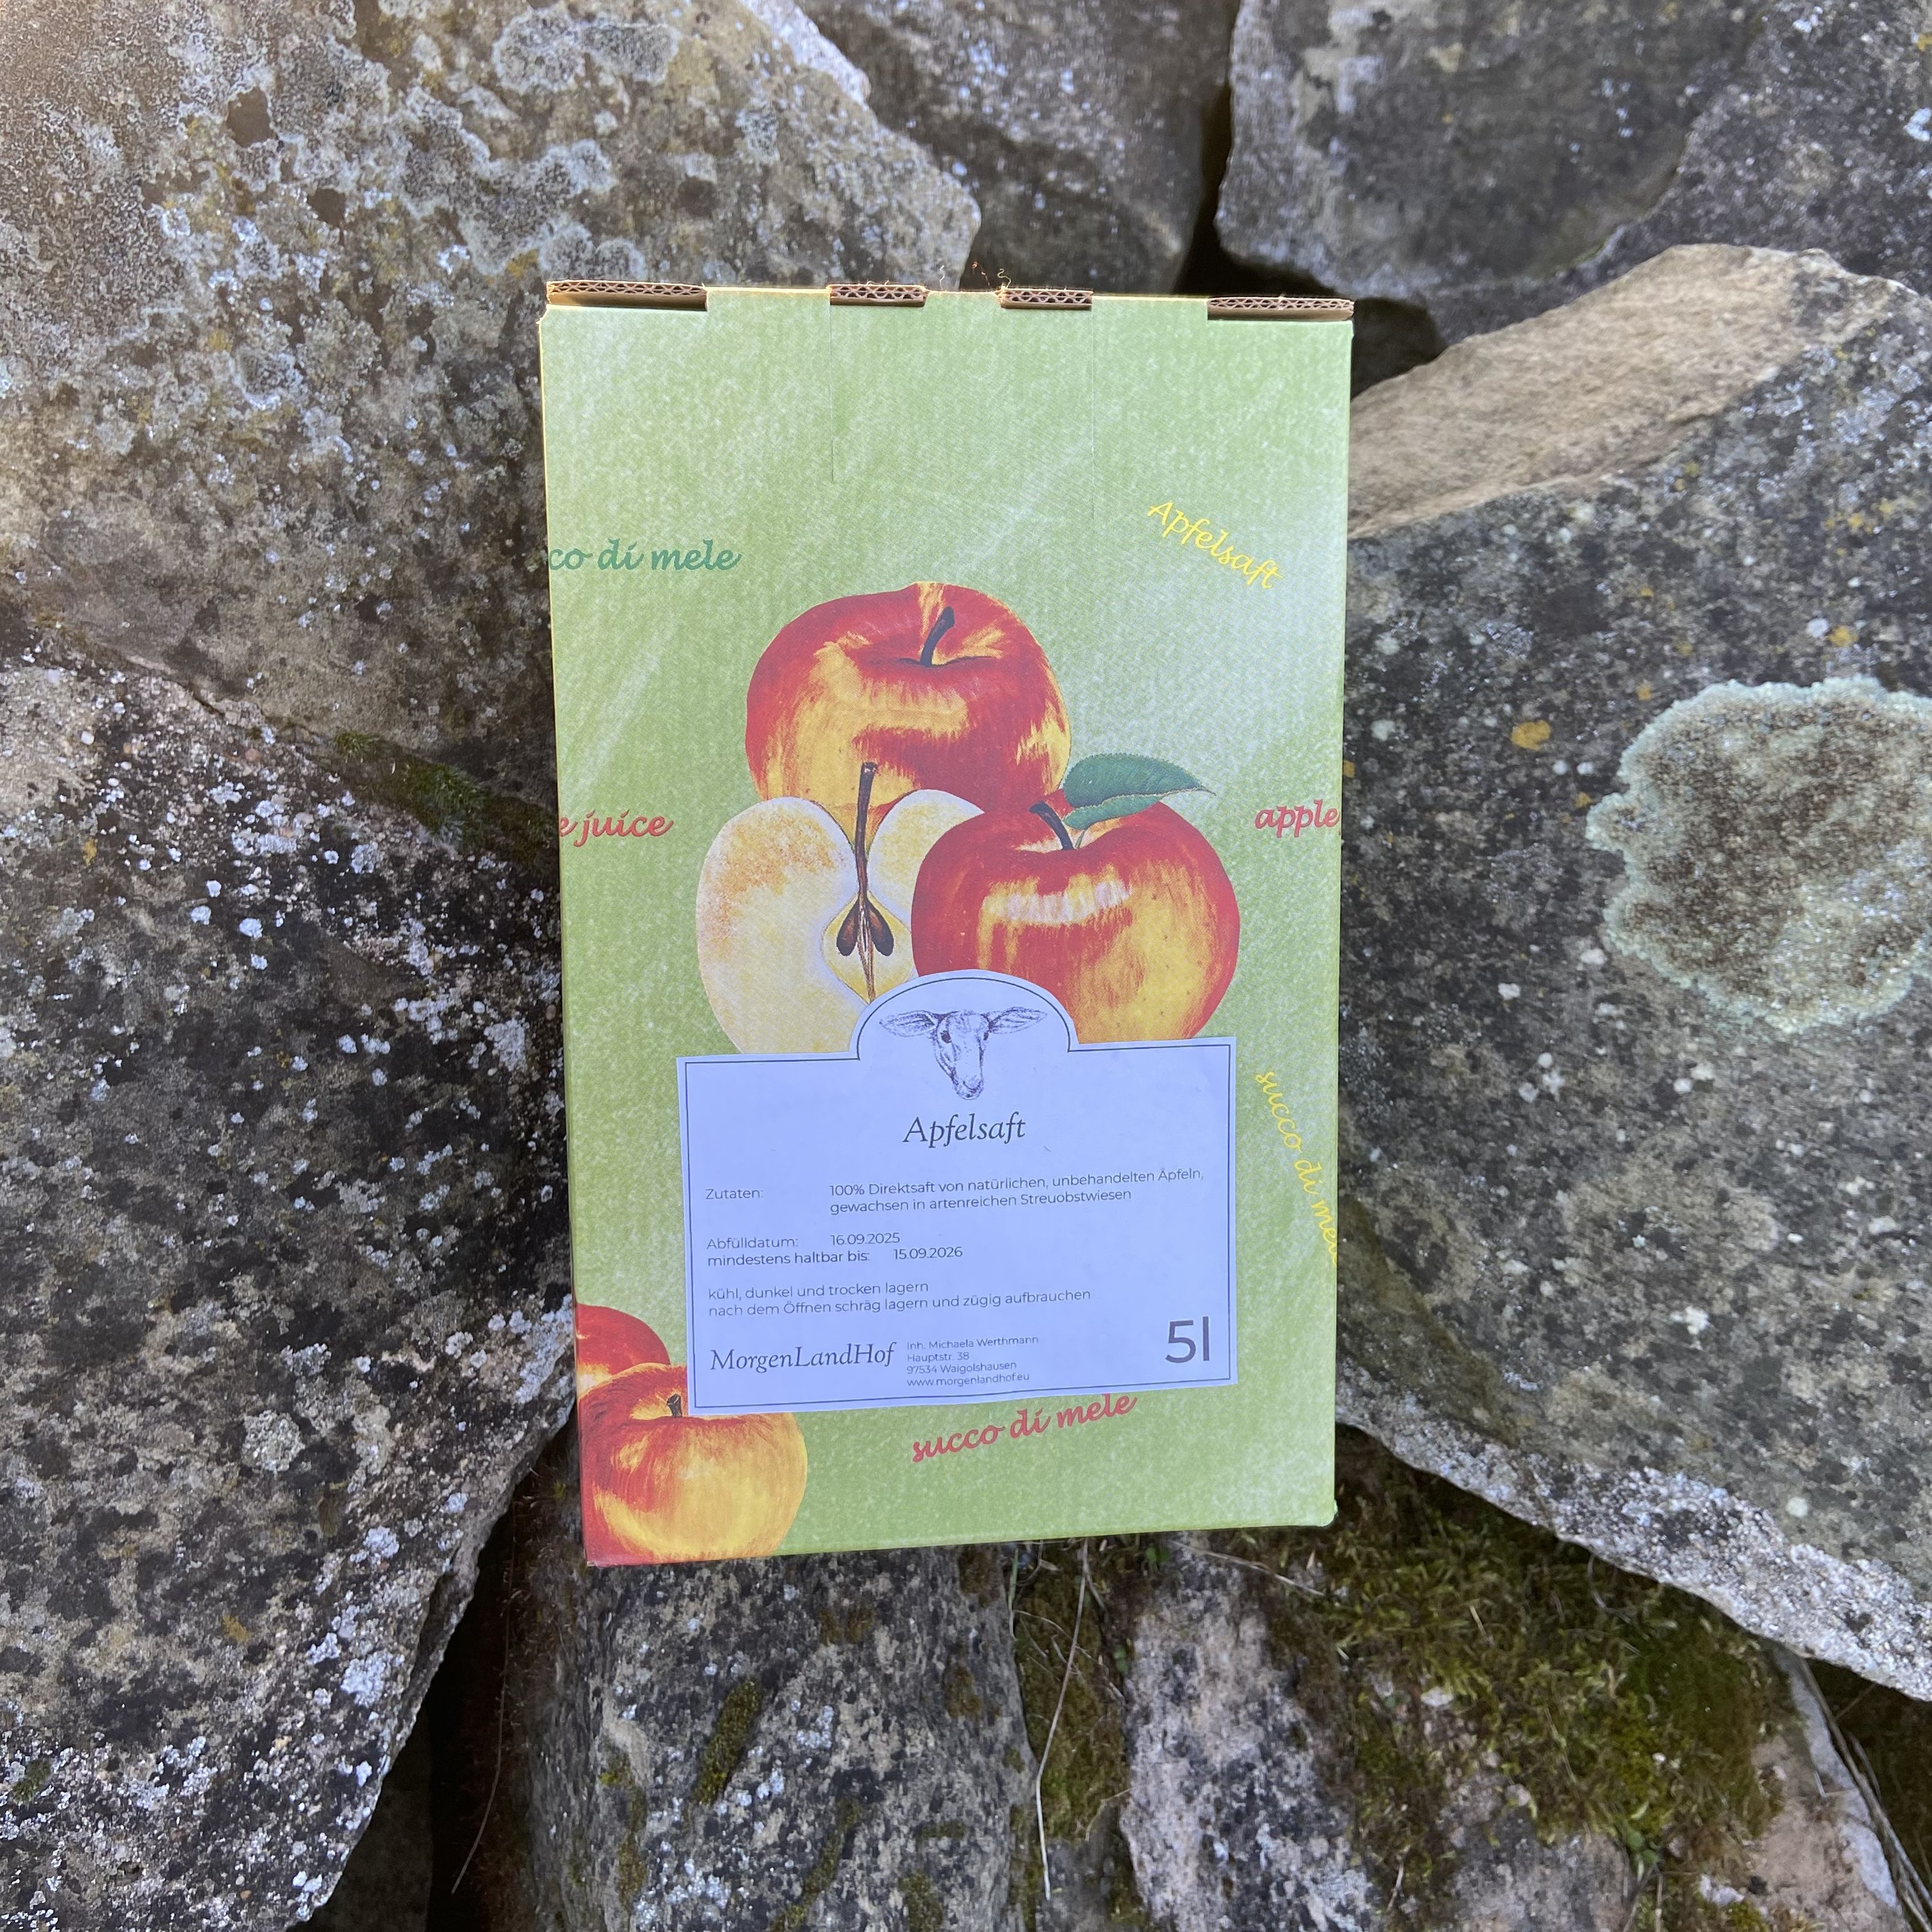 Apfelsaft
co di mele
e juice
apple
succo di me
Apfelsaft
Zutaten: 100% Direktsaft von natürlichen, unbehandelten Äpfeln,
gewachsen in artenreichen Streuobstwiesen
Abfülldatum: 16.09.2025
mindestens haltbar bis: 15.09.2026
kühl, dunkel und trocken lagern
nach dem Öffnen schräg lagern und zügig aufbrauchen
MorgenLandHof
Inh. Michaela Werthmann
Hauptstr. 38
97534 Waigolshausen
www.morgenlandhof.eu
5l
succo di mele